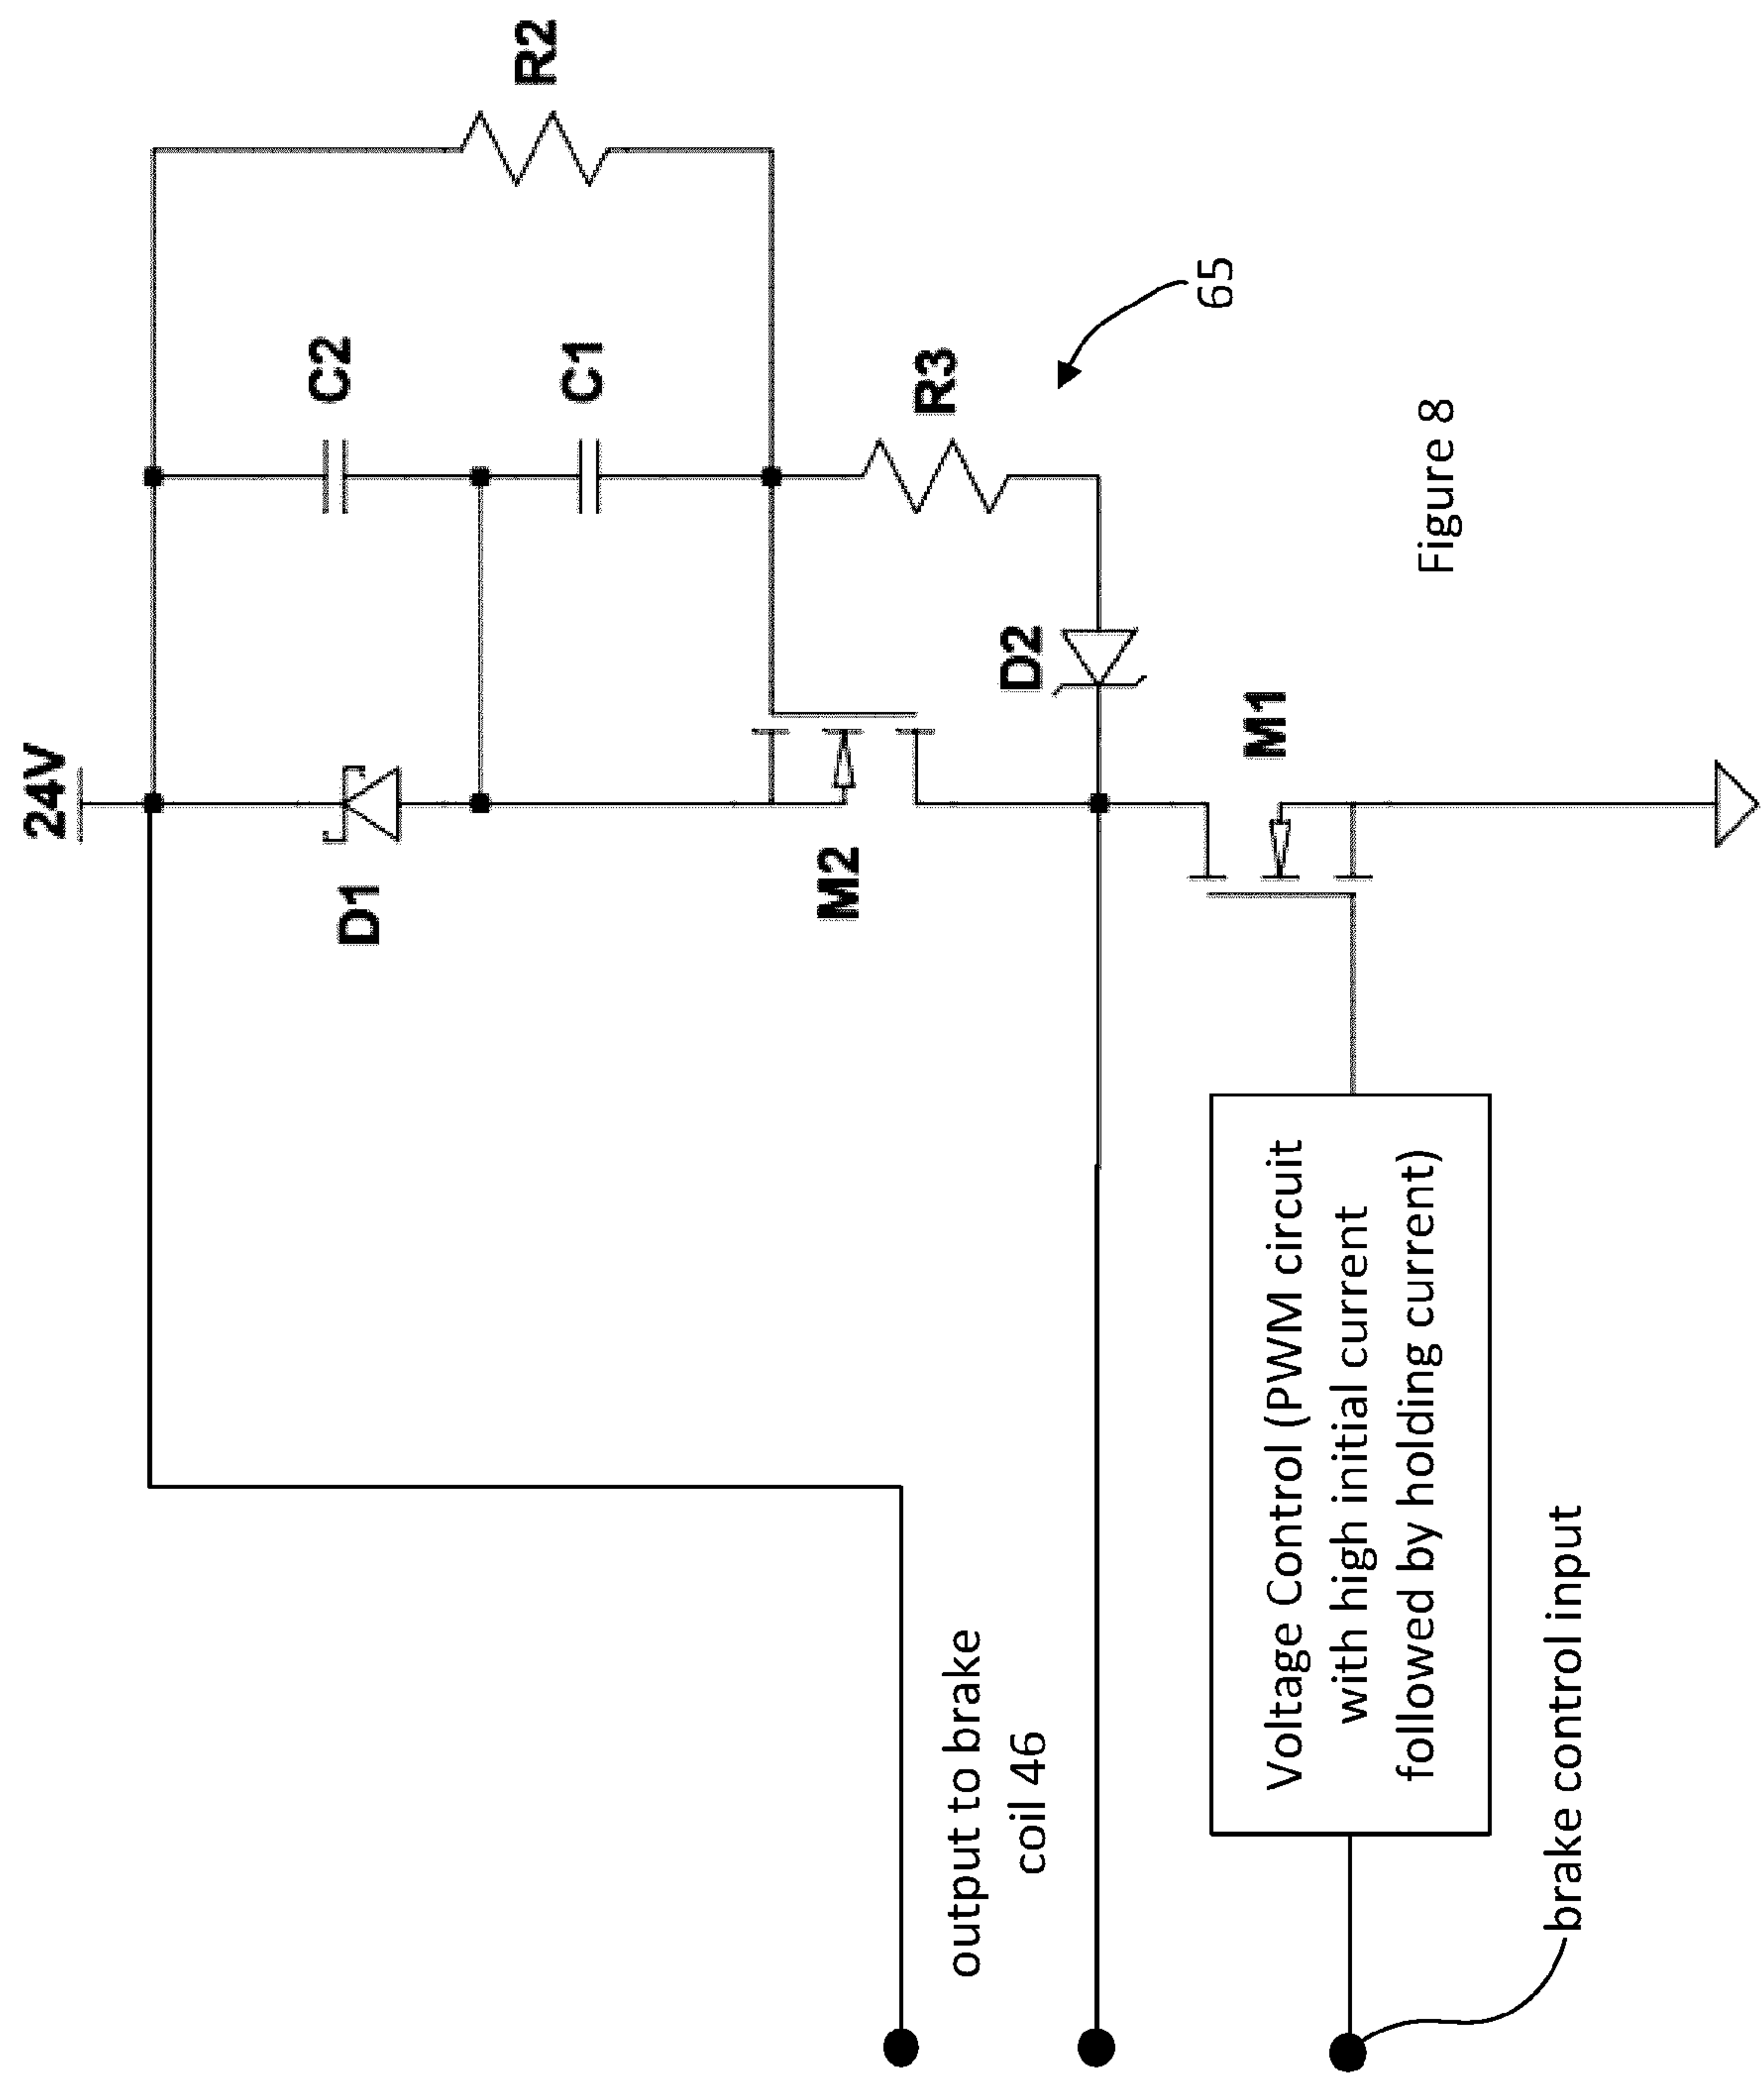 24V
D1
C2
C1
R2
M2
D2
R3
M1
65
output to brake
coil 46
Voltage Control (PWM circuit
with high initial current
followed by holding current)
brake control input
Figure 8